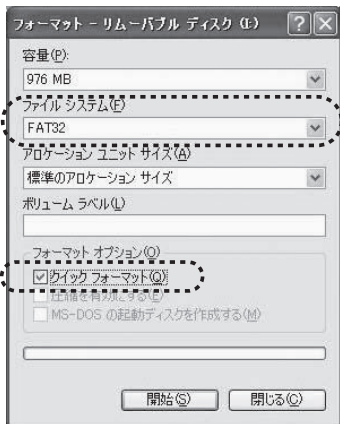 フォーマット - リムーバブル ディスク (I:)
容量(P):
976 MB
ファイル システム(F)
FAT32
アロケーション ユニット サイズ(A)
標準のアロケーション サイズ
ボリューム ラベル(L)
フォーマット オプション(O)
クイック フォーマット(Q)
圧縮を有効にする(E)
MS-DOS の起動ディスクを作成する(M)
開始(S)
閉じる(C)